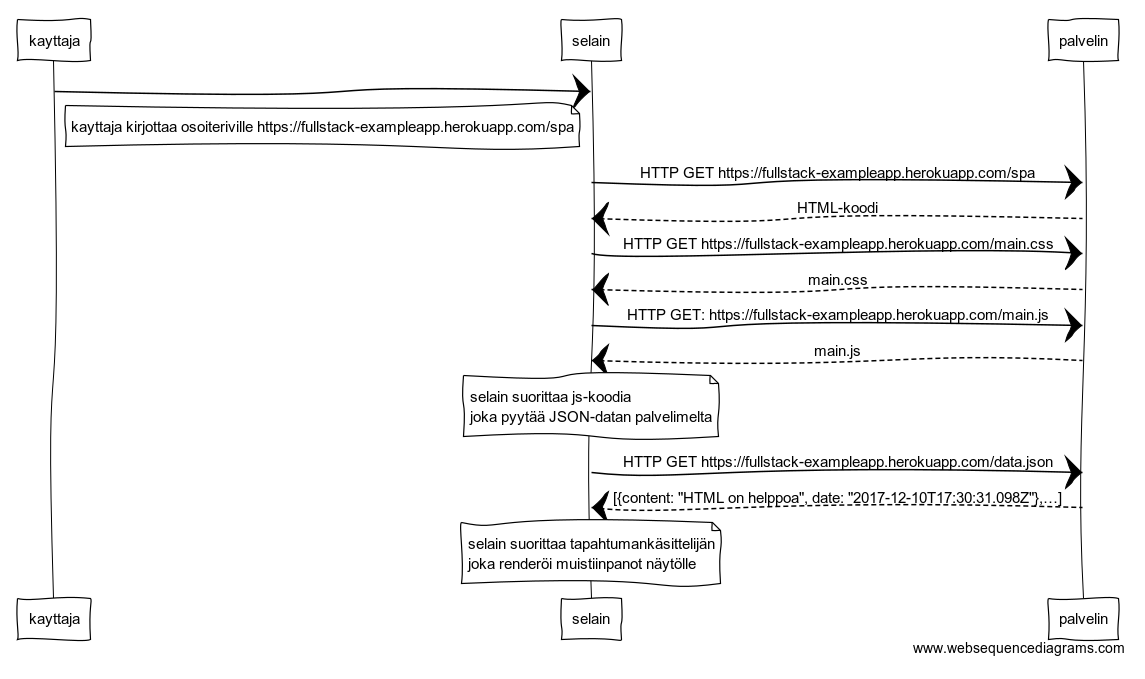 kayttaja
selain
palvelin
kayttaja kirjottaa osoiteriville https://fullstack-exampleapp.herokuapp.com/spa
HTTP GET https://fullstack-exampleapp.herokuapp.com/spa
HTML-koodi
HTTP GET https://fullstack-exampleapp.herokuapp.com/main.css
main.css
HTTP GET: https://fullstack-exampleapp.herokuapp.com/main.js
main.js
selain suorittaa js-koodia
joka pyytää JSON-datan palvelimelta
HTTP GET https://fullstack-exampleapp.herokuapp.com/data.json
[{content: "HTML on helppoa", date: "2017-12-10T17:30:31.098Z"},…]
selain suorittaa tapahtumankäsittelijän
joka renderöi muistiinpanot näytölle
kayttaja
selain
palvelin
www.websequencediagrams.com